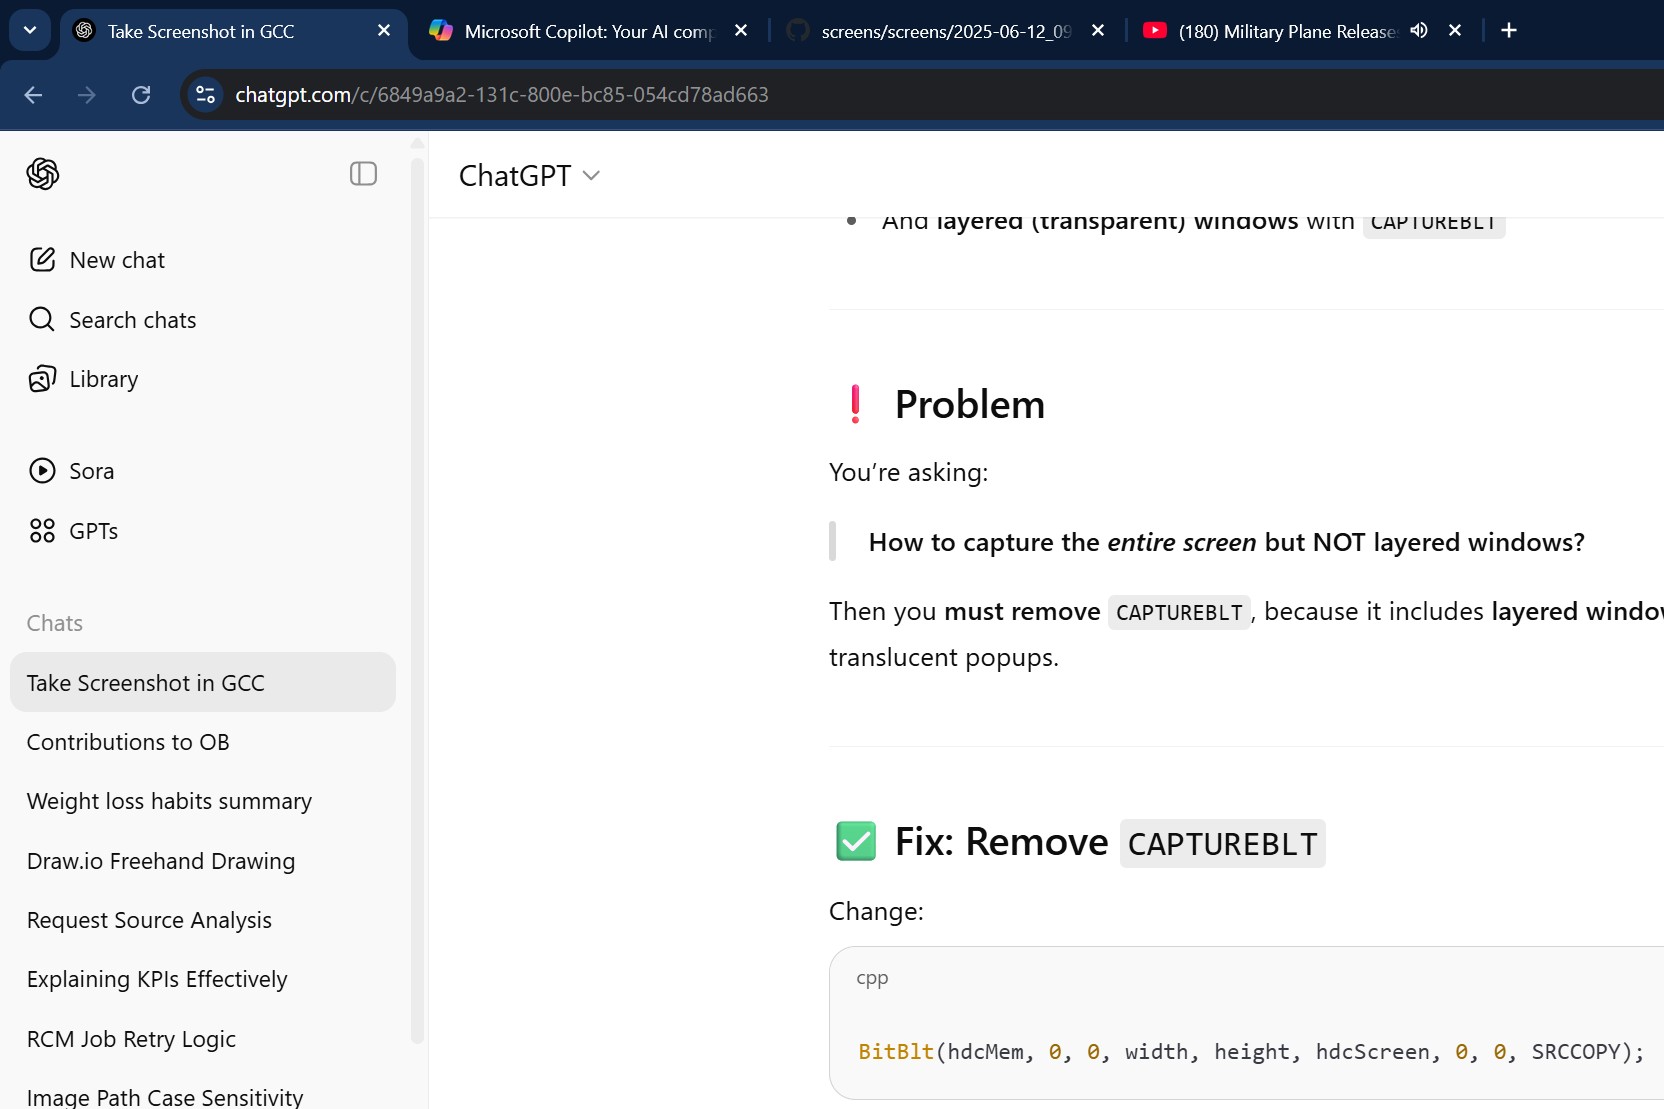 Take Screenshot in GCC
Microsoft Copilot: Your AI comp
screens/screens/2025-06-12_09
(180) Military Plane Release
chatgpt.com/c/6849a9a2-131c-800e-bc85-054cd78ad663
ChatGPT
New chat
Search chats
Library
Sora
GPTs
Chats
Take Screenshot in GCC
Contributions to OB
Weight loss habits summary
Draw.io Freehand Drawing
Request Source Analysis
Explaining KPIs Effectively
RCM Job Retry Logic
Image Path Case Sensitivity
And layered (transparent) windows with CAPTUREBLT
❗ Problem
You’re asking:
How to capture the entire screen but NOT layered windows?
Then you must remove CAPTUREBLT, because it includes layered window
translucent popups.
✅ Fix: Remove CAPTUREBLT
Change:
cpp
BitBlt(hdcMem, 0, 0, width, height, hdcScreen, 0, 0, SRCCOPY);